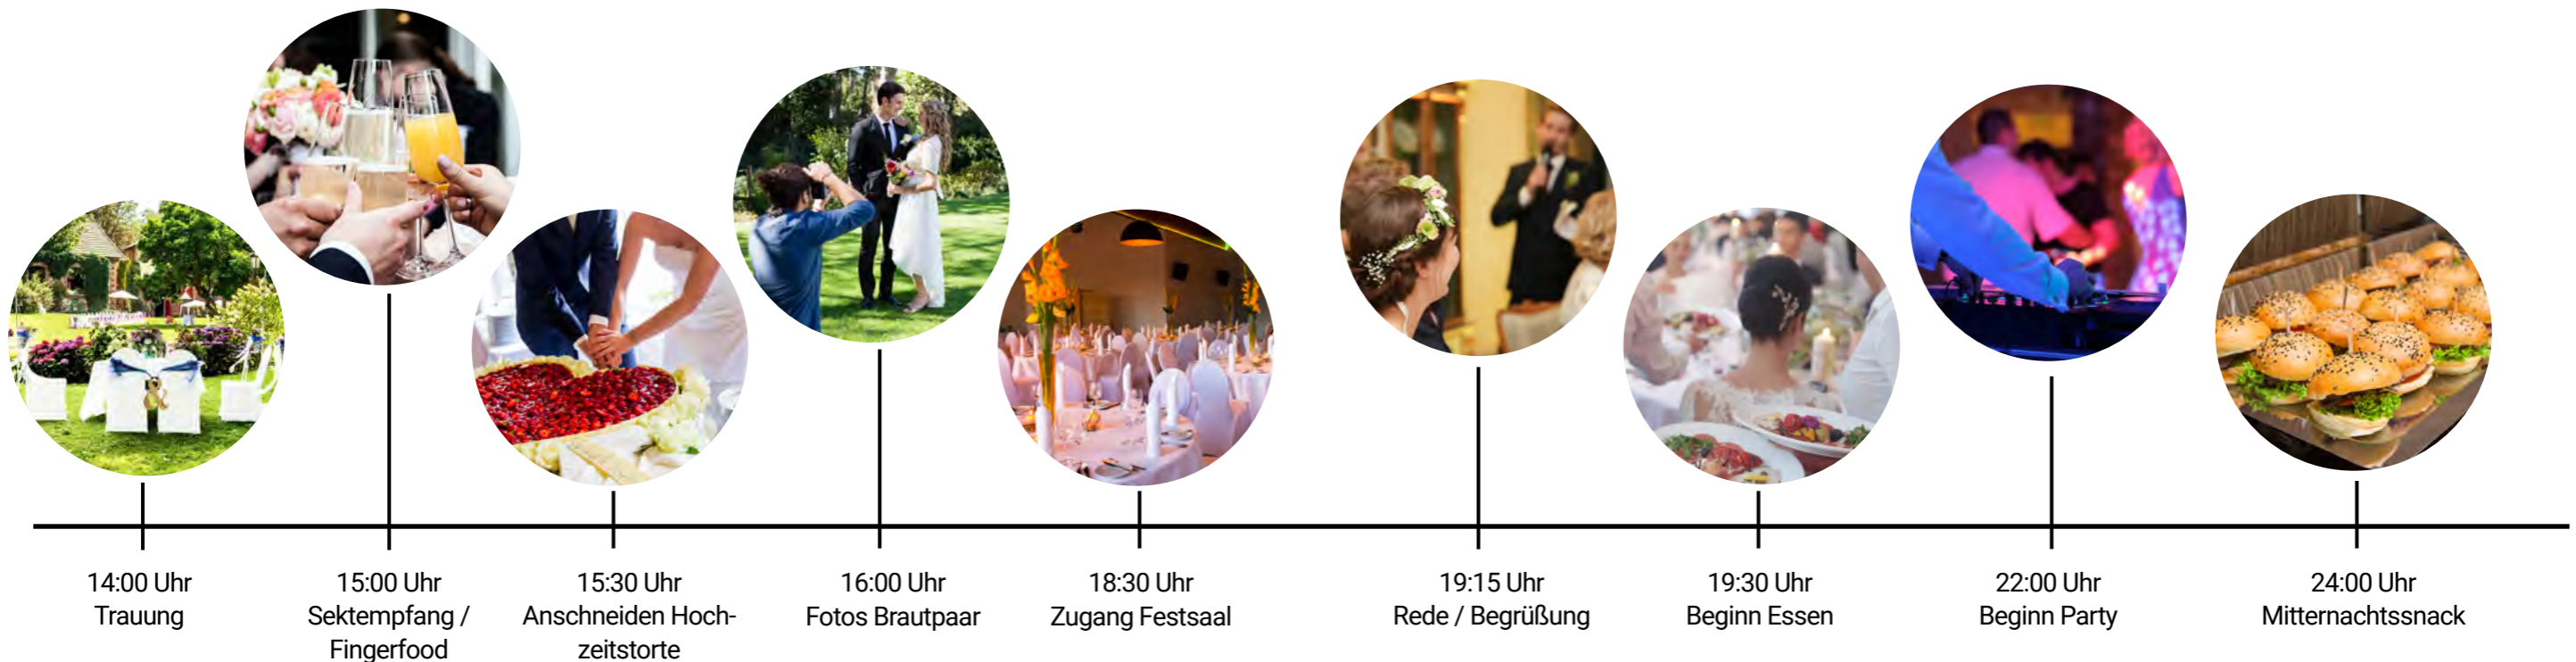 14:00 Uhr
Trauung
15:00 Uhr
Sektempfang /
Fingerfood
15:30 Uhr
Anschneiden Hoch-
zeitstorte
16:00 Uhr
Fotos Brautpaar
18:30 Uhr
Zugang Festsaal
19:15 Uhr
Rede / Begrüßung
19:30 Uhr
Beginn Essen
22:00 Uhr
Beginn Party
24:00 Uhr
Mitternachtssnack